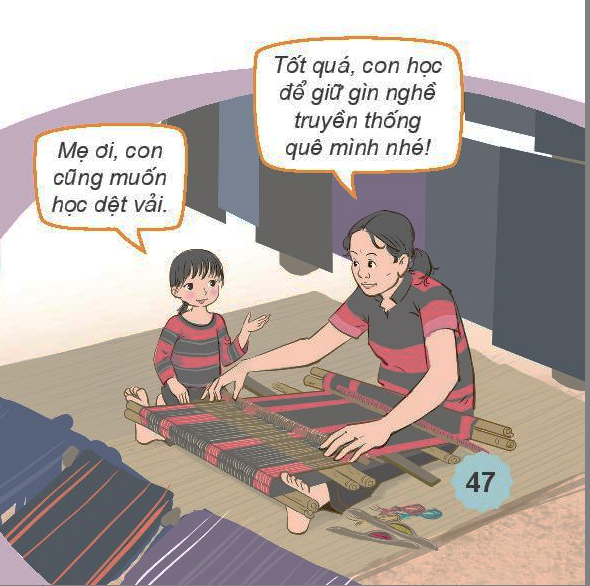 Mẹ ơi, con
cũng muốn
học dệt vải.
Tốt quá, con học
để giữ gìn nghề
truyền thống
quê mình nhé!
47